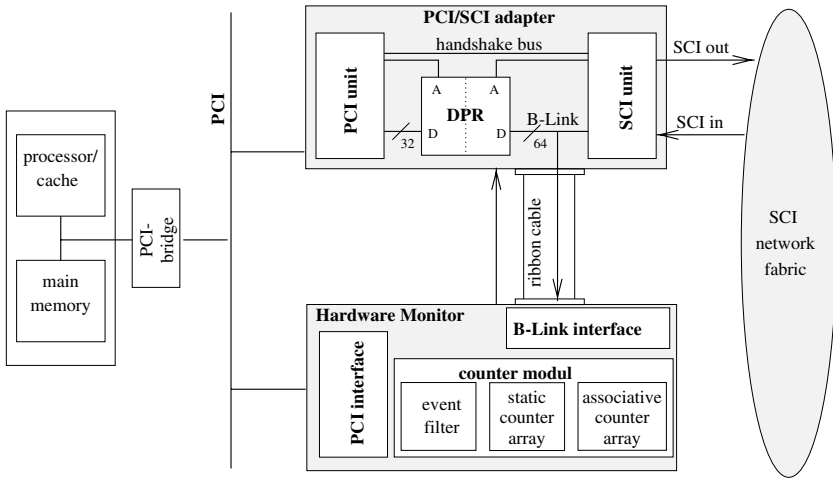 PCI/SCI adapter
handshake bus
SCI out
PCI unit
A
A
DPR
D
D
32
64
B-Link
SCI unit
SCI in
PCI
processor/
cache
main
memory
PCI-
bridge
ribbon cable
SCI
network
fabric
Hardware Monitor
B-Link interface
PCI interface
counter modul
event
filter
static
counter
array
associative
counter
array